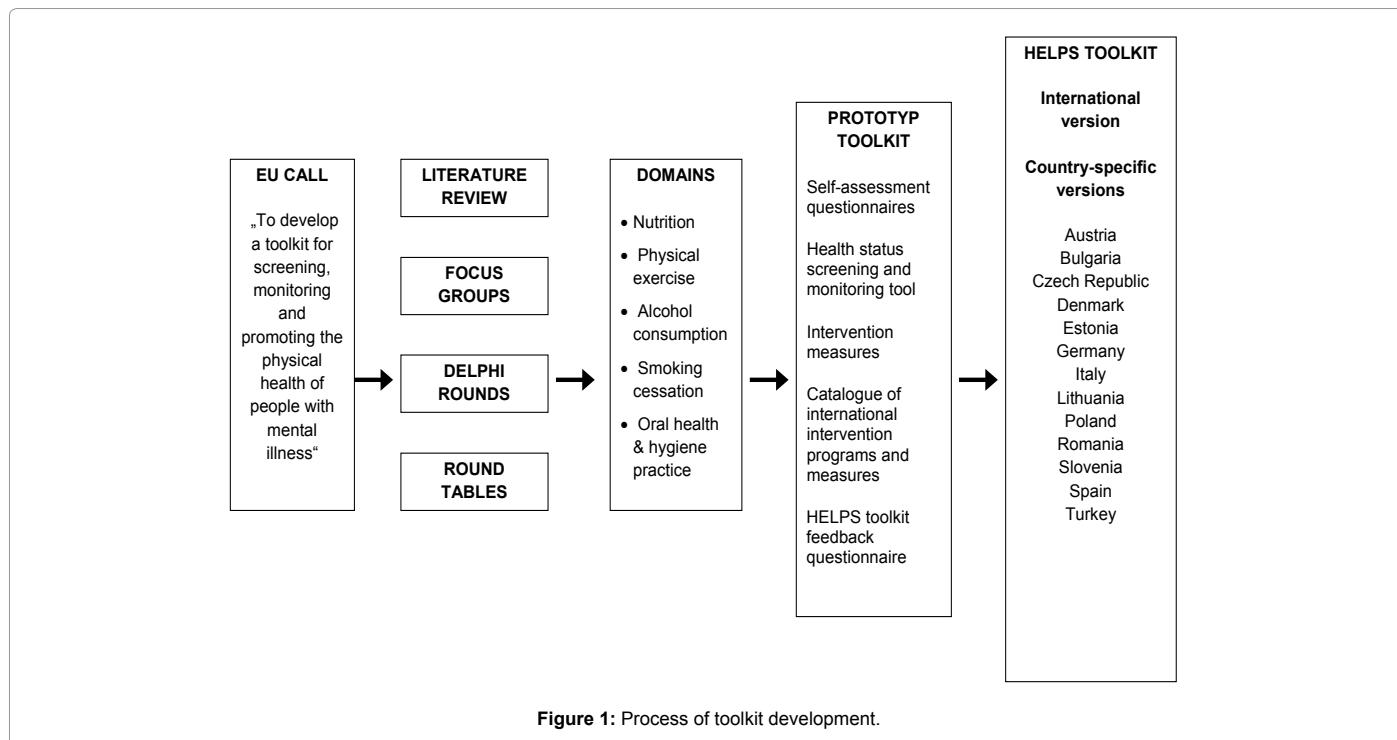 EU CALL
„To develop
a toolkit for
screening,
monitoring
and
promoting the
physical
health of
people with
mental
illness“
LITERATURE
REVIEW
FOCUS
GROUPS
DELPHI
ROUNDS
ROUND
TABLES
DOMAINS
• Nutrition
• Physical
exercise
• Alcohol
consumption
• Smoking
cessation
• Oral health
& hygiene
practice
PROTOTYP
TOOLKIT
Self-assessment
questionnaires
Health status
screening and
monitoring tool
Intervention
measures
Catalogue of
international
intervention
programs and
measures
HELPS toolkit
feedback
questionnaire
HELPS TOOLKIT
International
version
Country-specific
versions
Austria
Bulgaria
Czech Republic
Denmark
Estonia
Germany
Italy
Lithuania
Poland
Romania
Slovenia
Spain
Turkey
Figure 1: Process of toolkit development.